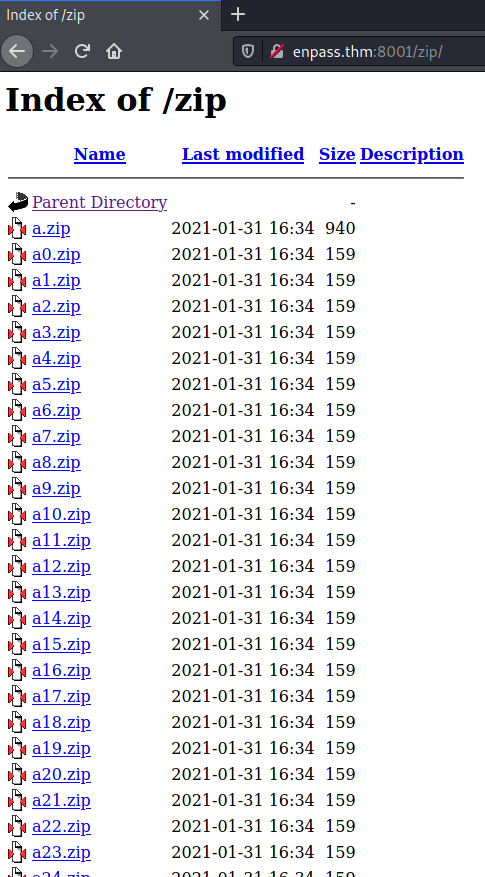 Index of /zip
enpass.thm:8001/zip/
Index of /zip
Name Last modified Size Description
Parent Directory -
a.zip 2021-01-31 16:34 940
a0.zip 2021-01-31 16:34 159
a1.zip 2021-01-31 16:34 159
a2.zip 2021-01-31 16:34 159
a3.zip 2021-01-31 16:34 159
a4.zip 2021-01-31 16:34 159
a5.zip 2021-01-31 16:34 159
a6.zip 2021-01-31 16:34 159
a7.zip 2021-01-31 16:34 159
a8.zip 2021-01-31 16:34 159
a9.zip 2021-01-31 16:34 159
a10.zip 2021-01-31 16:34 159
a11.zip 2021-01-31 16:34 159
a12.zip 2021-01-31 16:34 159
a13.zip 2021-01-31 16:34 159
a14.zip 2021-01-31 16:34 159
a15.zip 2021-01-31 16:34 159
a16.zip 2021-01-31 16:34 159
a17.zip 2021-01-31 16:34 159
a18.zip 2021-01-31 16:34 159
a19.zip 2021-01-31 16:34 159
a20.zip 2021-01-31 16:34 159
a21.zip 2021-01-31 16:34 159
a22.zip 2021-01-31 16:34 159
a23.zip 2021-01-31 16:34 159
a24.zip 2021-01-31 16:34 159